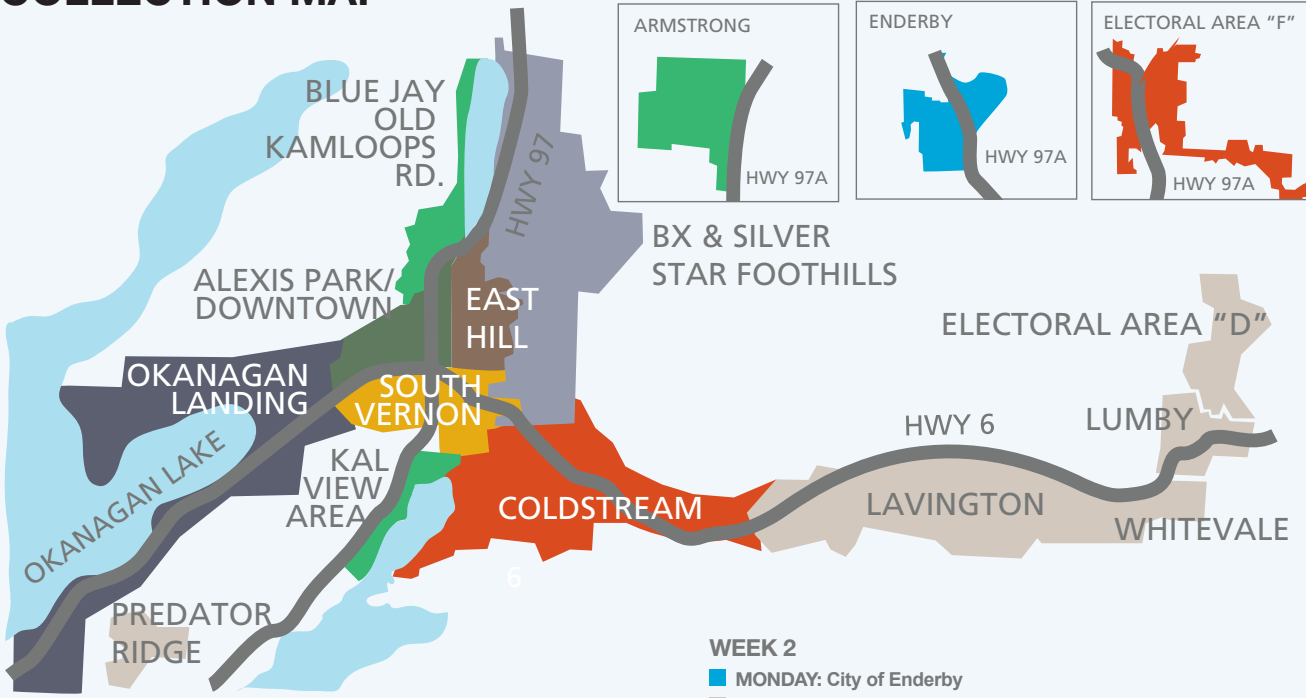 COLLECTION MAP
ARMSTRONG
HWY 97A
ENDERBY
HWY 97A
ELECTORAL AREA "F"
HWY 97A
BLUE JAY
OLD
KAMLOOPS
RD.
HWY 97
BX & SILVER
STAR FOOTHILLS
ALEXIS PARK/
DOWNTOWN
EAST
HILL
ELECTORAL AREA "D"
OKANAGAN
LANDING
SOUTH
VERNON
LUMBY
HWY 6
OKANAGAN LAKE
KAL
VIEW
AREA
COLDSTREAM
LAVINGTON
WHITEVALE
6
PREDATOR
RIDGE
WEEK 2
MONDAY: City of Enderby